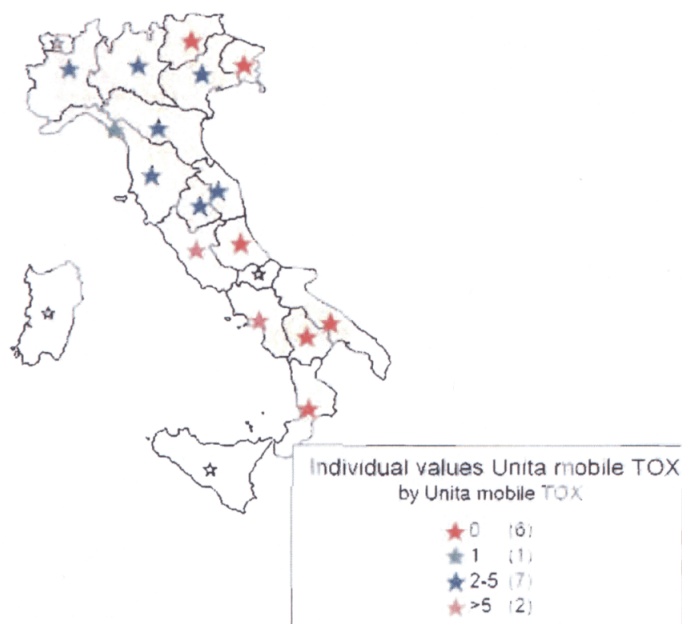 Individual values Unita mobile TOX
by Unita mobile TOX
0 (6)
1 (1)
2-5 (7)
>5 (2)